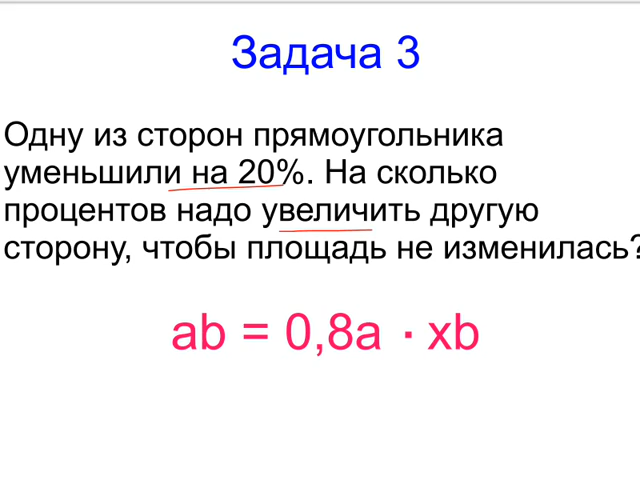 Задача 3
Одну из сторон прямоугольника
уменьшили на 20%. На сколько
процентов надо увеличить другую
сторону, чтобы площадь не изменилась?
ab = 0,8a · xb